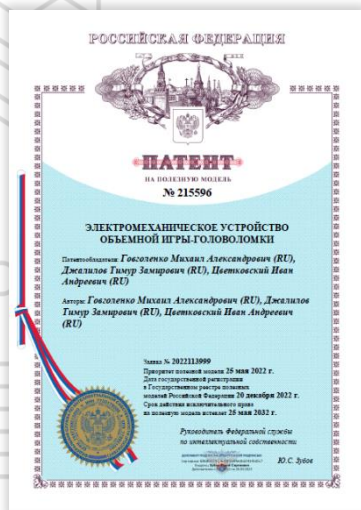 РОССИЙСКАЯ ФЕДЕРАЦИЯ
ПАТЕНТ
НА ПОЛЕЗНУЮ МОДЕЛЬ
№ 215596
ЭЛЕКТРОМЕХАНИЧЕСКОЕ УСТРОЙСТВО
ОБЪЕМНОЙ ИГРЫ-ГОЛОВОЛОМКИ
Патентообладатели: Говголенко Михаил Александрович (RU),
Джалилов Тимур Замирович (RU), Цветковский Иван
Андреевич (RU)
Авторы: Говголенко Михаил Александрович (RU), Джалилов
Тимур Замирович (RU), Цветковский Иван Андреевич
(RU)
Заявка № 2022113999
Приоритет полезной модели 25 мая 2022 г.
Дата государственной регистрации
в Государственном реестре полезных
моделей Российской Федерации 20 декабря 2022 г.
Срок действия исключительного права
на полезную модель истекает 25 мая 2032 г.
Руководитель Федеральной службы
по интеллектуальной собственности
Ю.С. Зубов